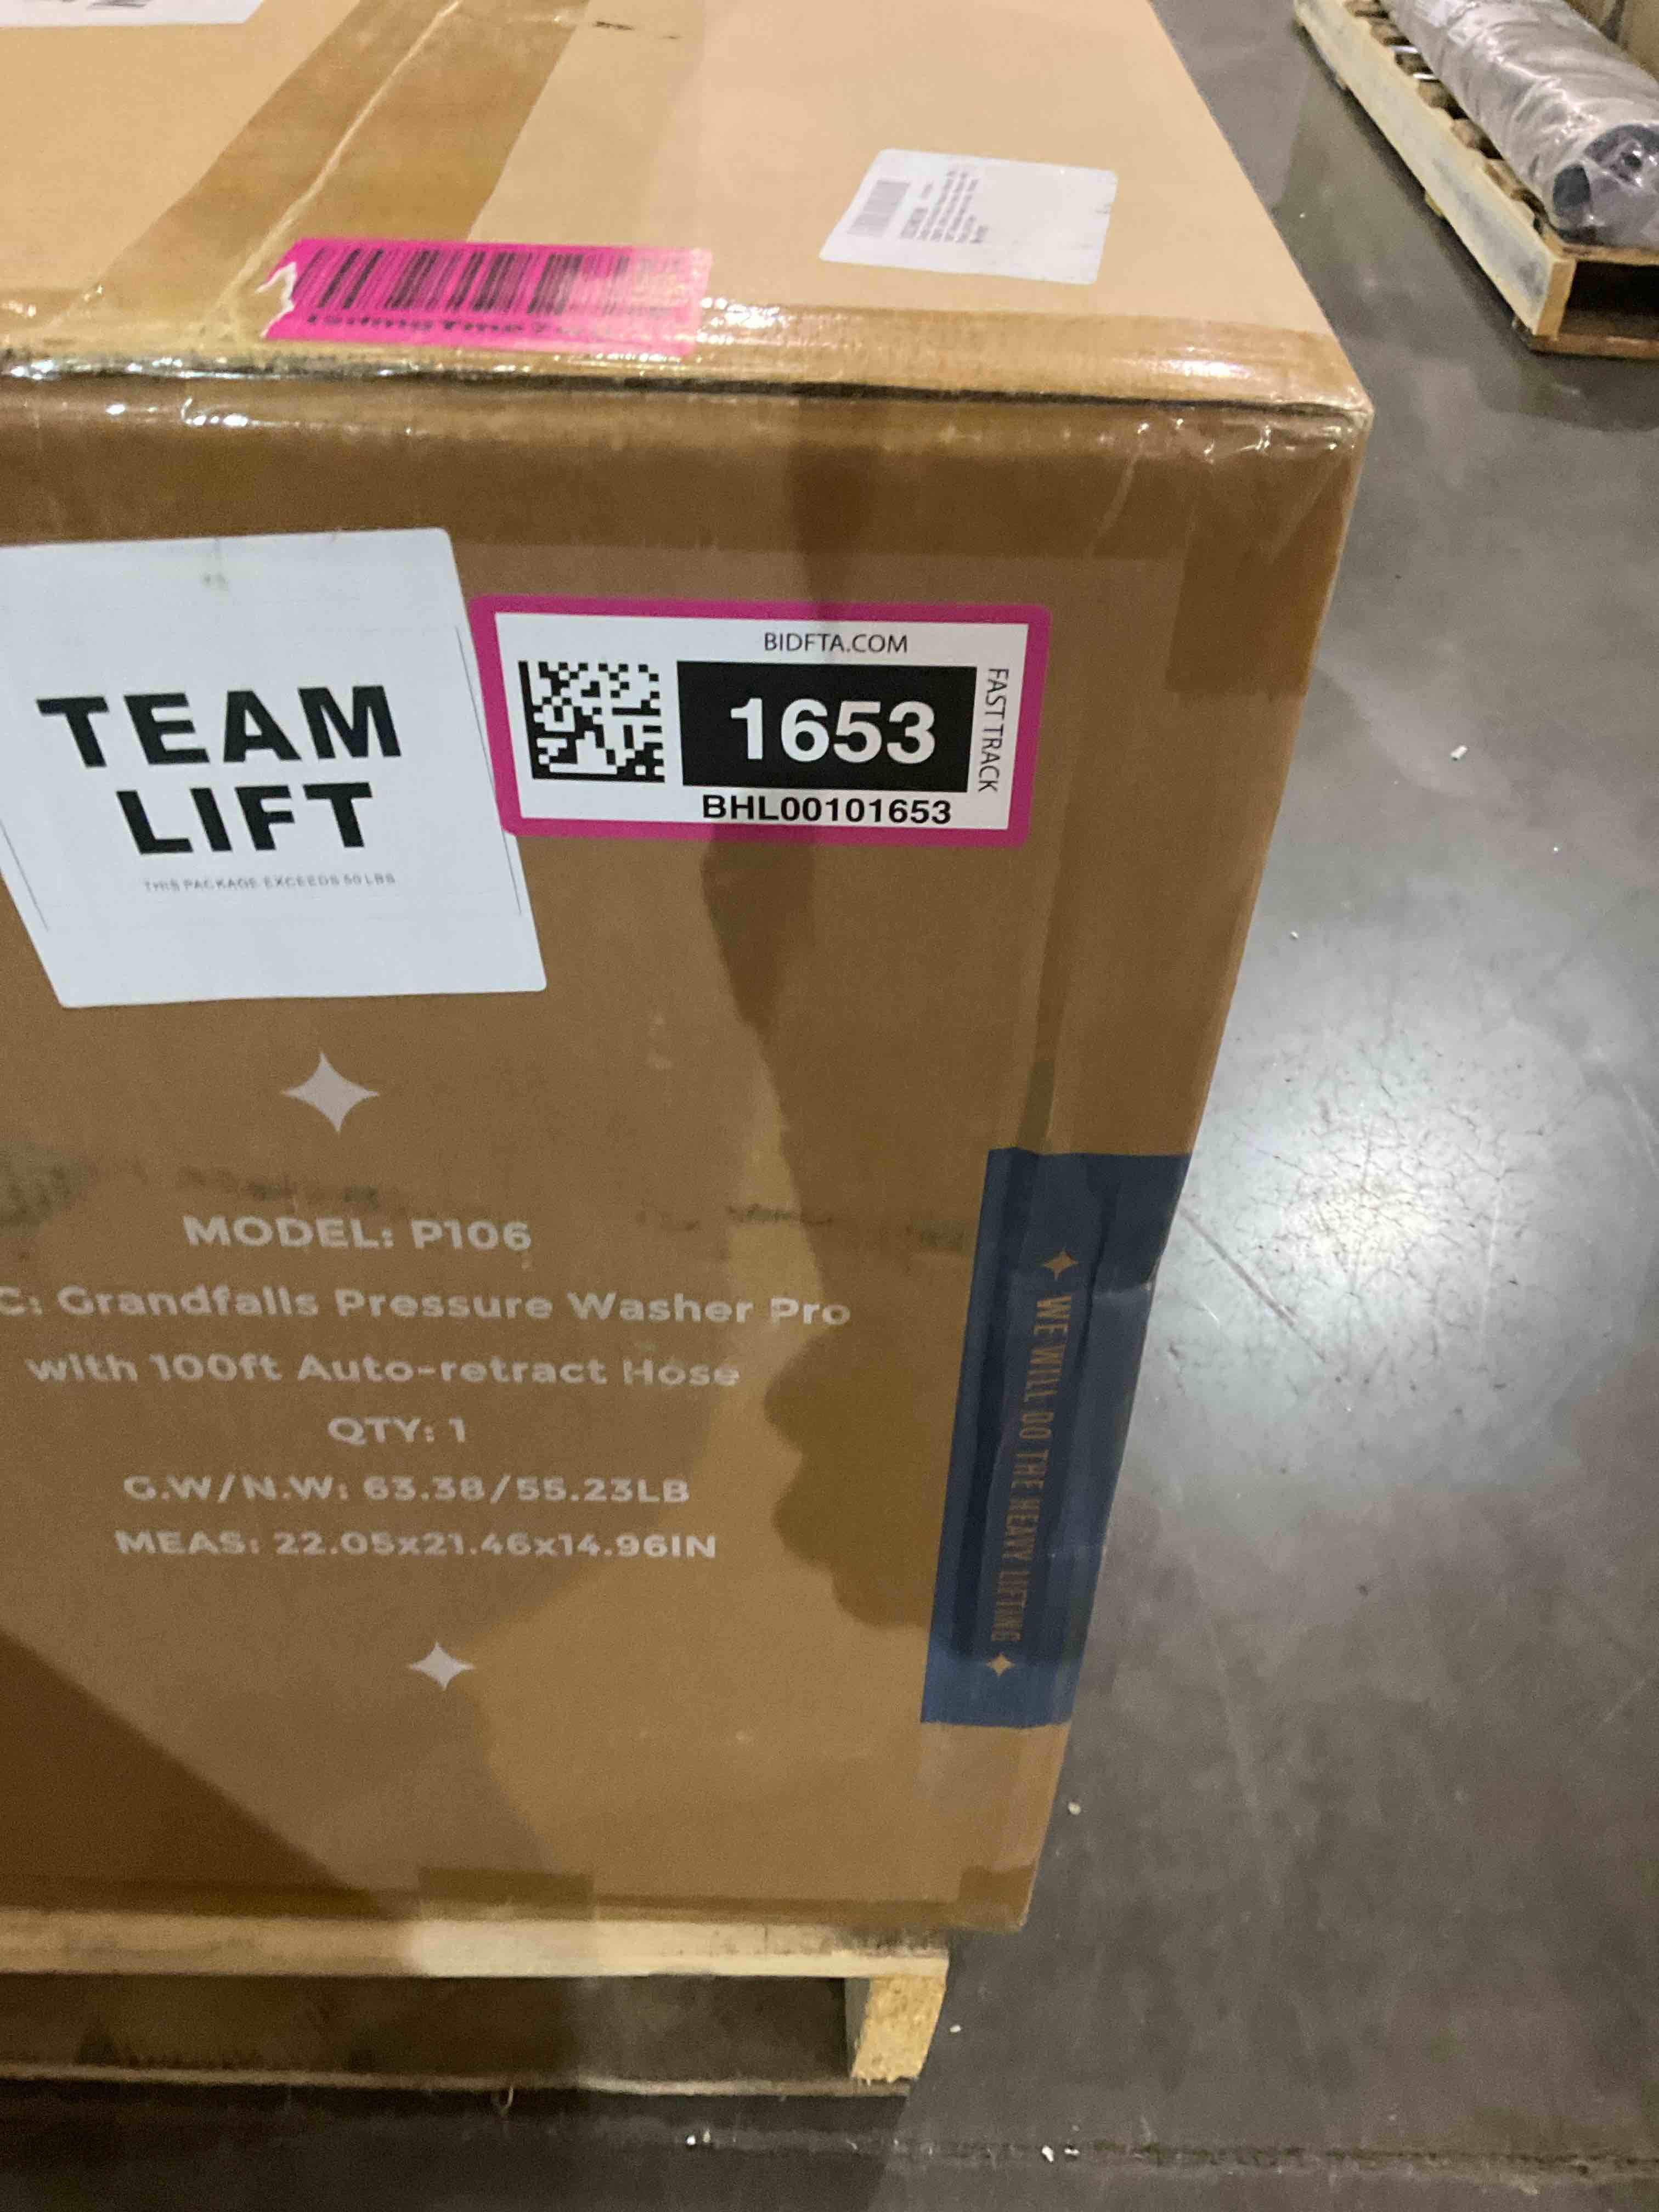 TEAM
LIFT
THIS PACKAGE EXCEEDS 50 LBS
BIDFTA.COM
1653
FAST TRACK
BHL00101653
MODEL: P106
C: Grandfalls Pressure Washer Pro
with 100ft Auto-retract Hose
QTY: 1
G.W/N.W: 63.38/55.23LB
MEAS: 22.05x21.46x14.96IN
WE WILL DO THE HEAVY LIFTING